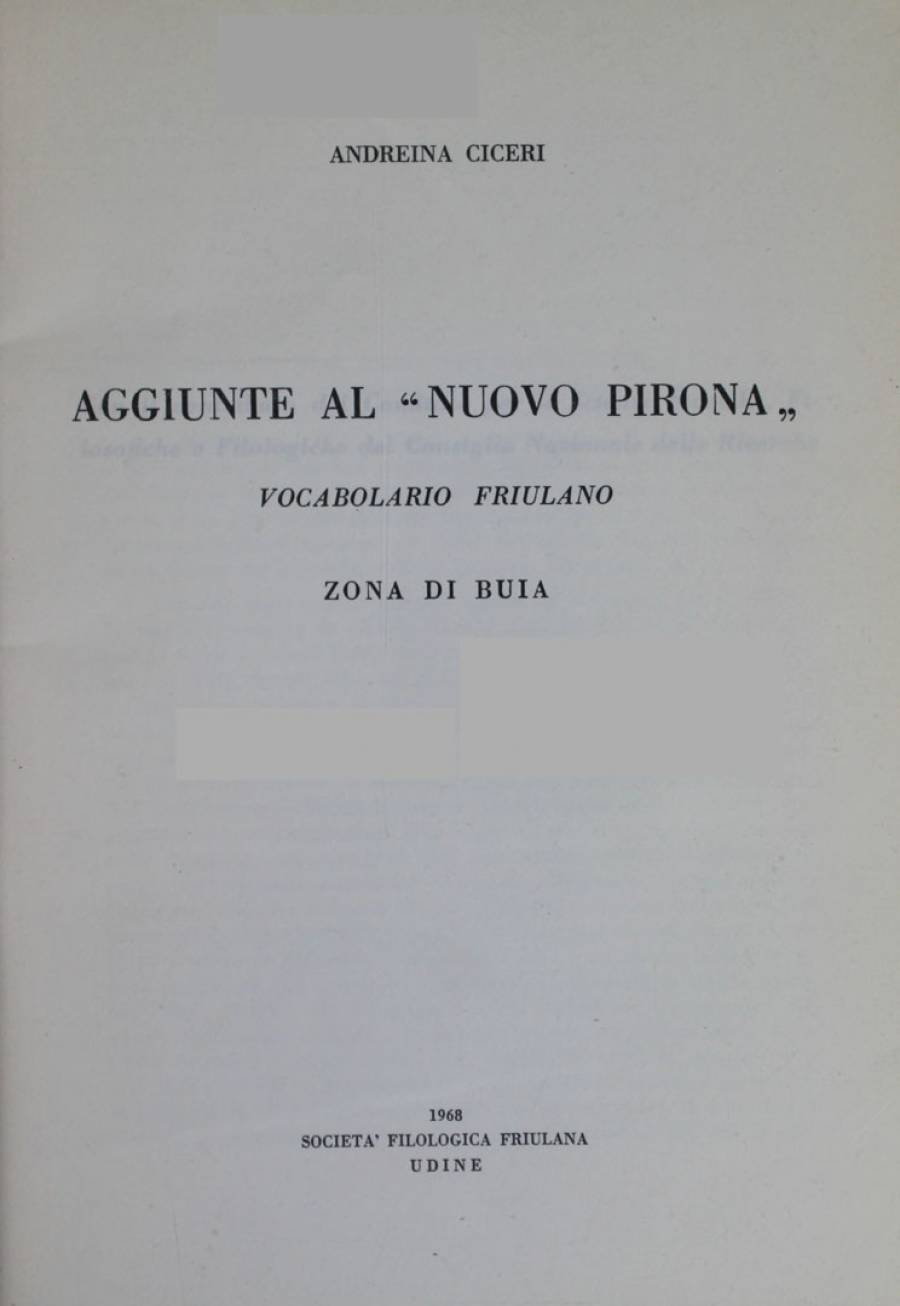 ANDREINA CICERI
AGGIUNTE AL “NUOVO PIRONA„
VOCABOLARIO FRIULANO
ZONA DI BUIA
1968
SOCIETA' FILOLOGICA FRIULANA
UDINE